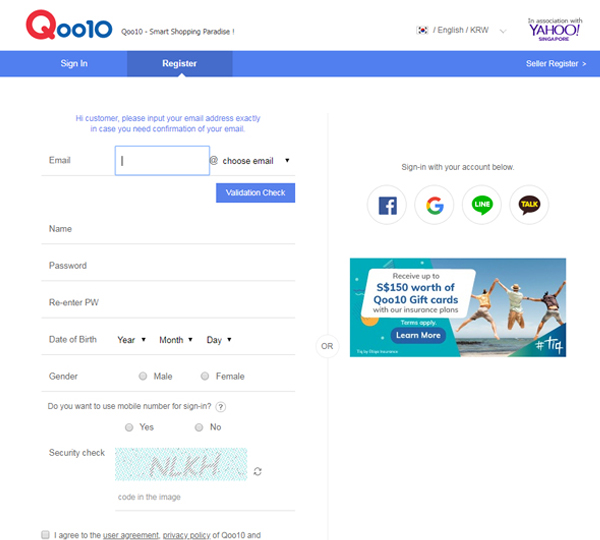 Qoo10
Qoo10 - Smart Shopping Paradise !
/ English / KRW
In association with
YAHOO!
SINGAPORE
Sign In
Register
Seller Register >
Hi customer, please input your email address exactly
in case you need confirmation of your email.
Email
@ choose email
Validation Check
Name
Password
Re-enter PW
Date of Birth Year Month Day
Gender Male Female
Do you want to use mobile number for sign-in? ?
Yes No
Security check
NLKH
code in the image
I agree to the user agreement, privacy policy of Qoo10 and
OR
Sign-in with your account below.
LINE
TALK
Receive up to
S$150 worth of
Qoo10 Gift cards
with our insurance plans
Terms apply.
Learn More
#tiq